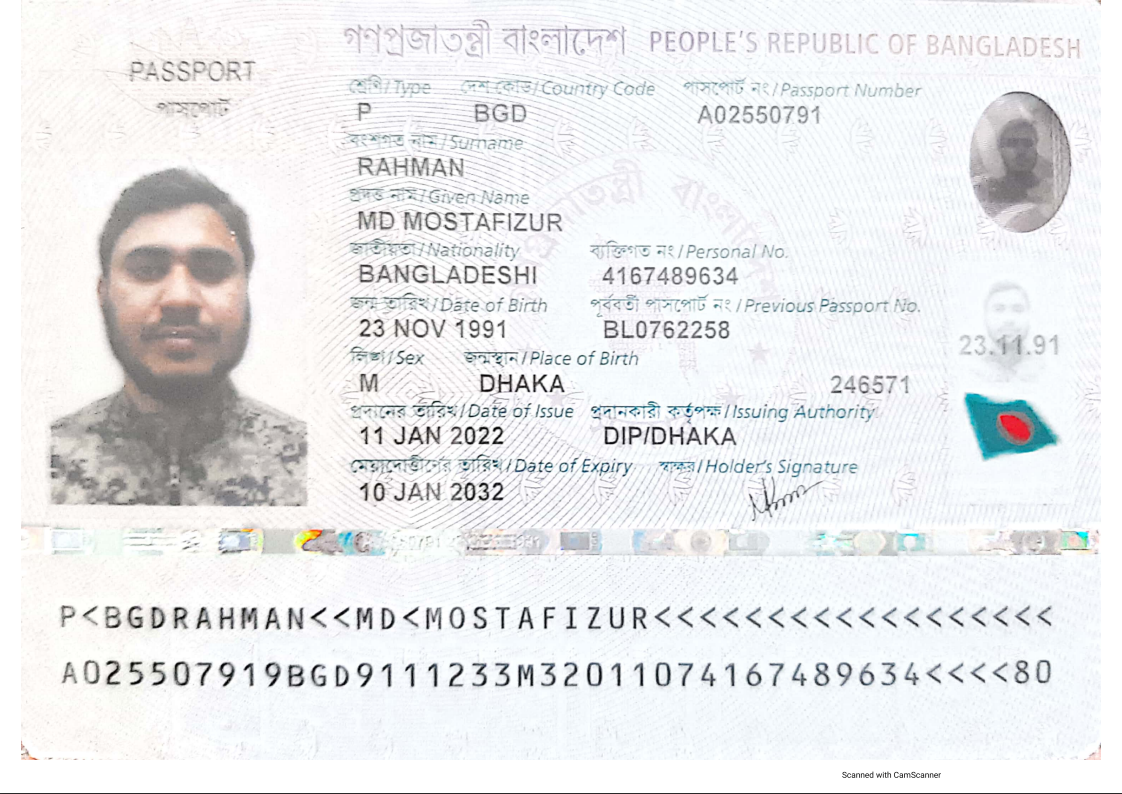 গণপ্রজাতন্ত্রী বাংলাদেশ PEOPLE'S REPUBLIC OF BANGLADESH
PASSPORT
পাসপোর্ট
শ্রেণি/Type দেশ কোড/Country Code পাসপোর্ট নং/Passport Number
P BGD A02550791
বংশগত নাম/Surname
RAHMAN
প্রদত্ত নাম/Given Name
MD MOSTAFIZUR
জাতীয়তা/Nationality ব্যক্তিগত নং/Personal No.
BANGLADESHI 4167489634
জন্ম তারিখ/Date of Birth পূর্ববর্তী পাসপোর্ট নং/Previous Passport No.
23 NOV 1991 BL0762258
23.11.91
লিঙ্গ/Sex জন্মস্থান/Place of Birth
M DHAKA 246571
প্রদানের তারিখ/Date of Issue প্রদানকারী কর্তৃপক্ষ/Issuing Authority
11 JAN 2022 DIP/DHAKA
মেয়াদোত্তীর্ণের তারিখ/Date of Expiry স্বাক্ষর/Holder's Signature
10 JAN 2032
P<BGDRAHMAN<<MD<MOSTAFIZUR<<<<<<<<<<<<<<<<<<
A025507919BGD9111233M32011074167489634<<<<80
Scanned with CamScanner